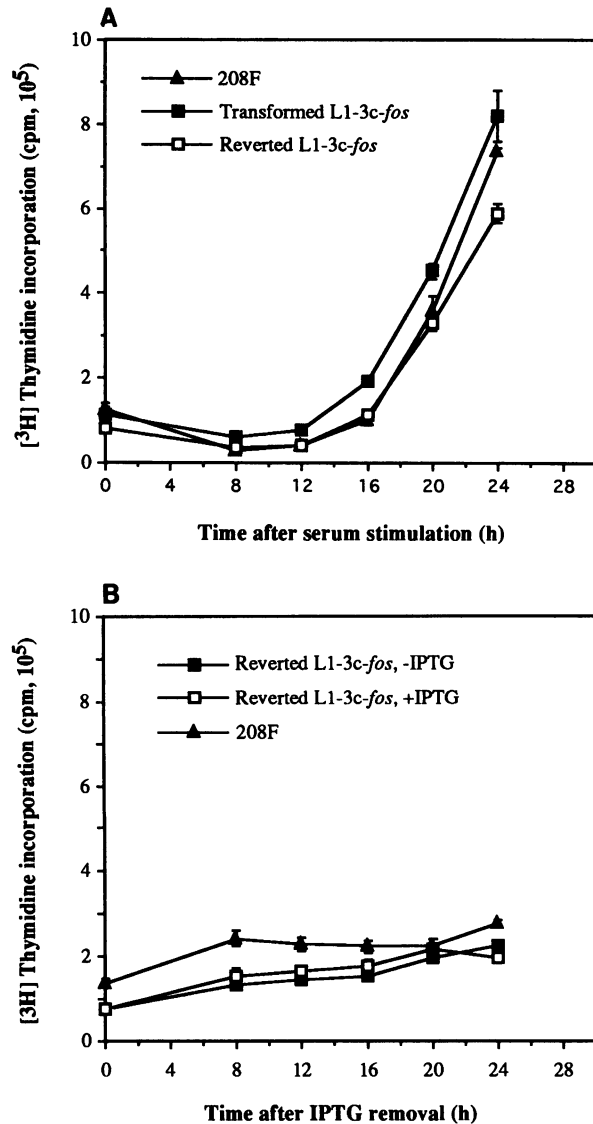 A
[³H] Thymidine incorporation (cpm, 10⁵)
10
8
6
4
2
0
208F
Transformed L1-3c-fos
Reverted L1-3c-fos
0 4 8 12 16 20 24 28
Time after serum stimulation (h)
B
[3H] Thymidine incorporation (cpm, 10⁵)
10
8
6
4
2
0
Reverted L1-3c-fos, -IPTG
Reverted L1-3c-fos, +IPTG
208F
0 4 8 12 16 20 24 28
Time after IPTG removal (h)